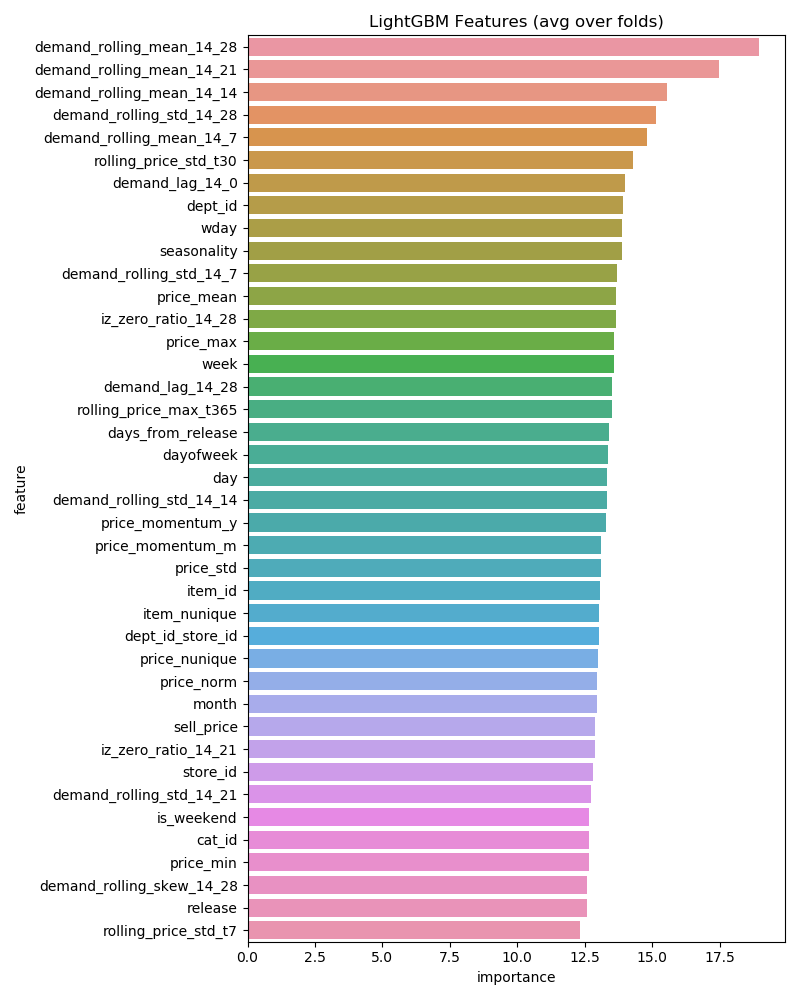 LightGBM Features (avg over folds)
demand_rolling_mean_14_28
demand_rolling_mean_14_21
demand_rolling_mean_14_14
demand_rolling_std_14_28
demand_rolling_mean_14_7
rolling_price_std_t30
demand_lag_14_0
dept_id
wday
seasonality
demand_rolling_std_14_7
price_mean
iz_zero_ratio_14_28
price_max
week
demand_lag_14_28
rolling_price_max_t365
days_from_release
dayofweek
day
demand_rolling_std_14_14
price_momentum_y
price_momentum_m
price_std
item_id
item_nunique
dept_id_store_id
price_nunique
price_norm
month
sell_price
iz_zero_ratio_14_21
store_id
demand_rolling_std_14_21
is_weekend
cat_id
price_min
demand_rolling_skew_14_28
release
rolling_price_std_t7
feature
0.0 2.5 5.0 7.5 10.0 12.5 15.0 17.5
importance